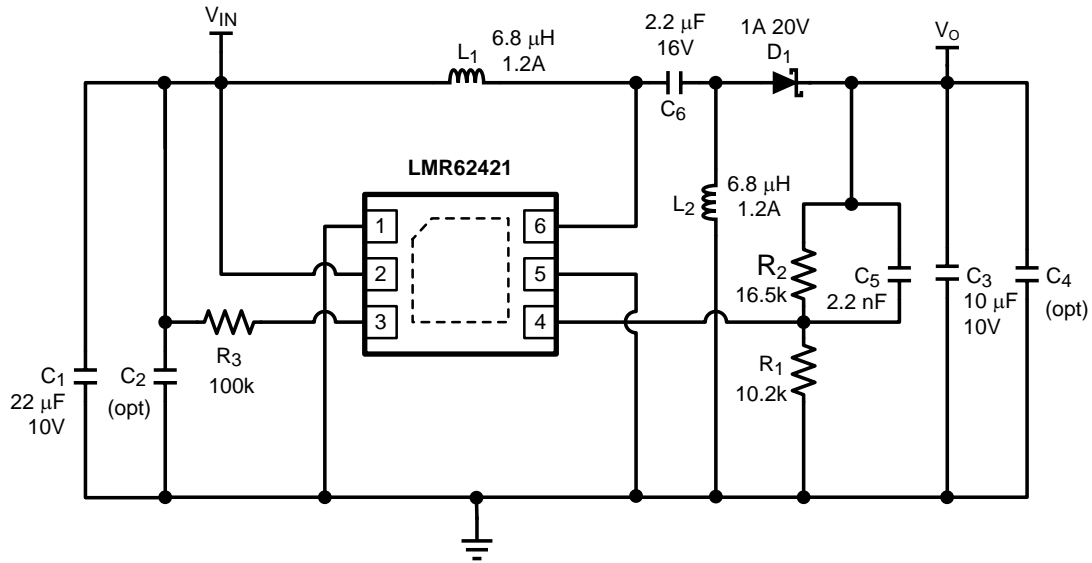 V_IN
L1
6.8 μH
1.2A
2.2 μF
16V
C6
1A 20V
D1
V_O
LMR62421
1
2
3
6
5
4
L2
6.8 μH
1.2A
R2
16.5k
C5
2.2 nF
C3
10 μF
10V
C4
(opt)
R3
100k
R1
10.2k
C1
22 μF
10V
C2
(opt)